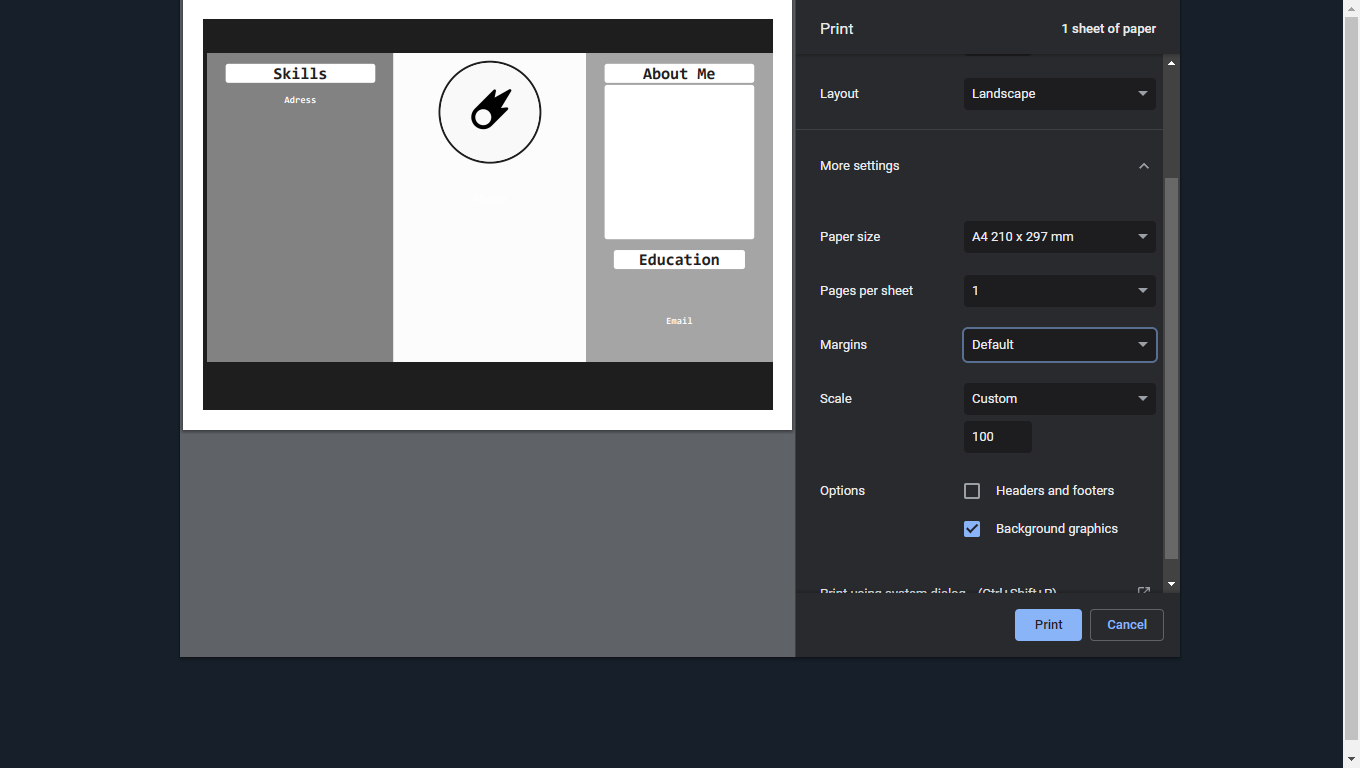 Skills
Adress
About Me
Education
Email
Print
1 sheet of paper
Layout
Landscape
More settings
Paper size
A4 210 x 297 mm
Pages per sheet
1
Margins
Default
Scale
Custom
100
Options
Headers and footers
Background graphics
Print using system dialog... (Ctrl+Shift+P)
Print
Cancel